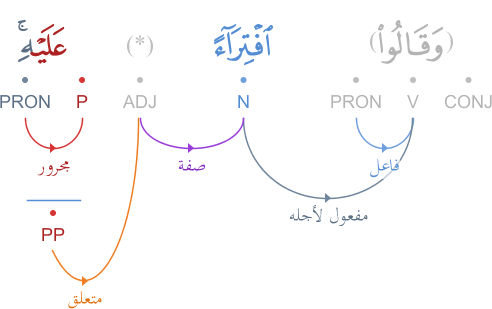 (وَقَالُوا۟) ٱفْتِرَآءً (*) عَلَيْهِ ۚ
CONJ V PRON N ADJ P PRON
فاعل صفة مجرور
مفعول لأجله
PP
متعلق